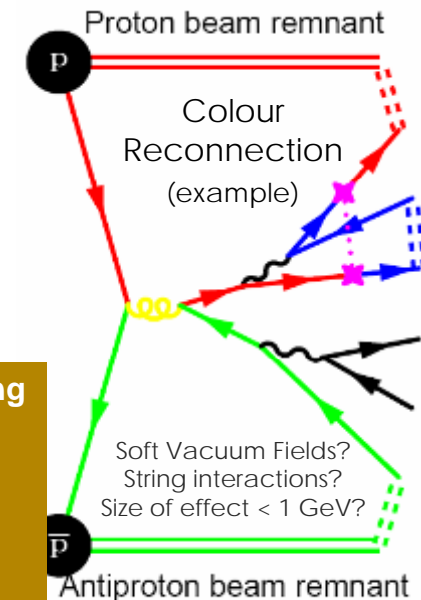 Proton beam remnant
p
Colour
Reconnection
(example)
ng
Soft Vacuum Fields?
String interactions?
Size of effect < 1 GeV?
p̅
Antiproton beam remnant